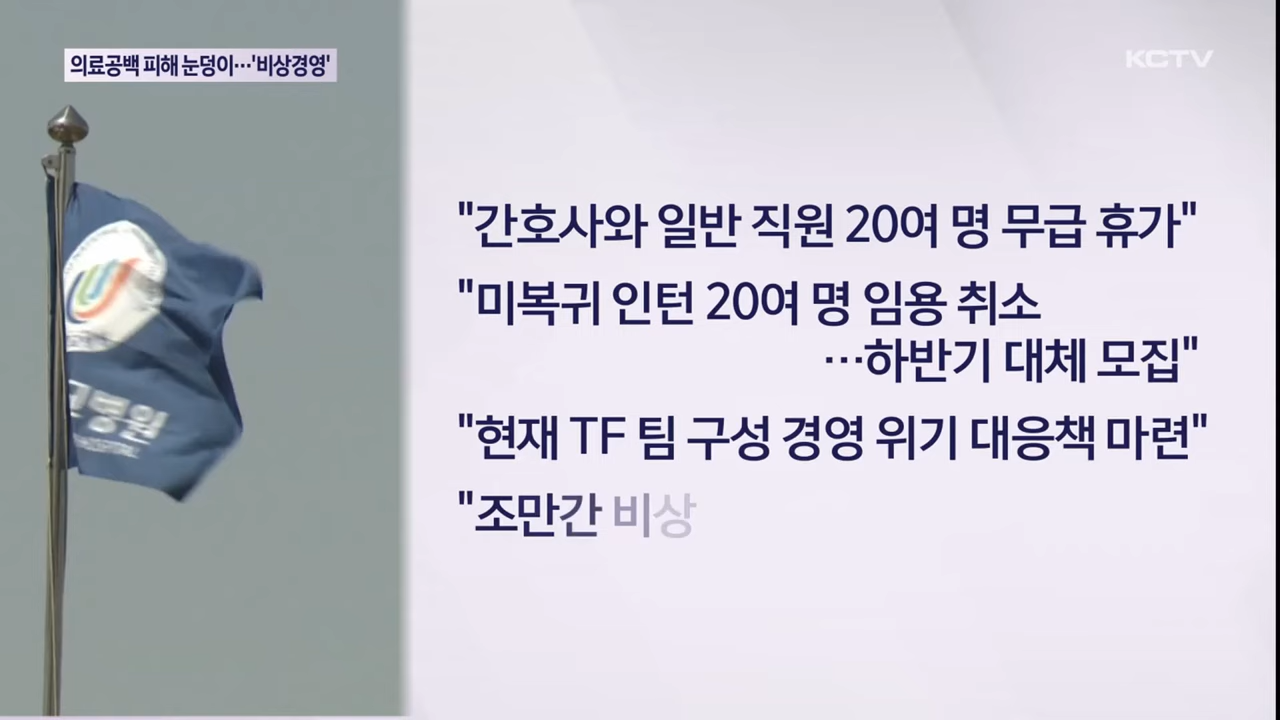 의료공백 피해 눈덩이…'비상경영'
KCTV
"간호사와 일반 직원 20여 명 무급 휴가"
"미복귀 인턴 20여 명 임용 취소
…하반기 대체 모집"
"현재 TF 팀 구성 경영 위기 대응책 마련"
"조만간 비상
병원